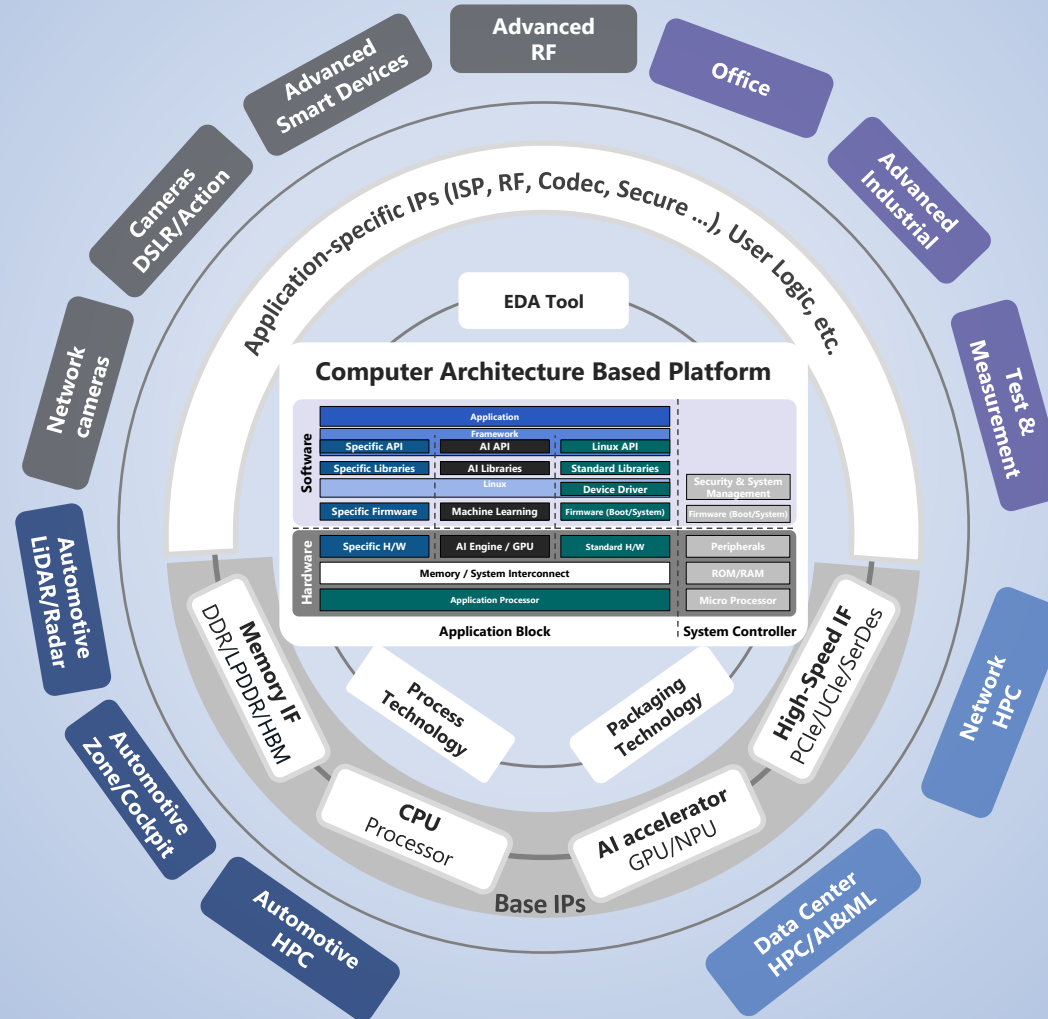 Advanced
RF
Advanced
Smart Devices
Office
Cameras
DSLR/Action
Advanced
Industrial
Network
cameras
Test &
Measurement
Automotive
LiDAR/Radar
Network
HPC
Automotive
Zone/Cockpit
Automotive
HPC
Data Center
HPC/AI&ML
Application-specific IPs (ISP, RF, Codec, Secure ...), User Logic, etc.
EDA Tool
Computer Architecture Based Platform
Software
Application
Framework
Specific API
AI API
Linux API
Specific Libraries
AI Libraries
Standard Libraries
Linux
Device Driver
Security & System
Management
Specific Firmware
Machine Learning
Firmware (Boot/System)
Firmware (Boot/System)
Hardware
Specific H/W
AI Engine / GPU
Standard H/W
Peripherals
Memory / System Interconnect
ROM/RAM
Application Processor
Micro Processor
Application Block
System Controller
Process
Technology
Packaging
Technology
Memory IF
DDR/LPDDR/HBM
High-Speed IF
PCIe/UCIe/SerDes
CPU
Processor
AI accelerator
GPU/NPU
Base IPs